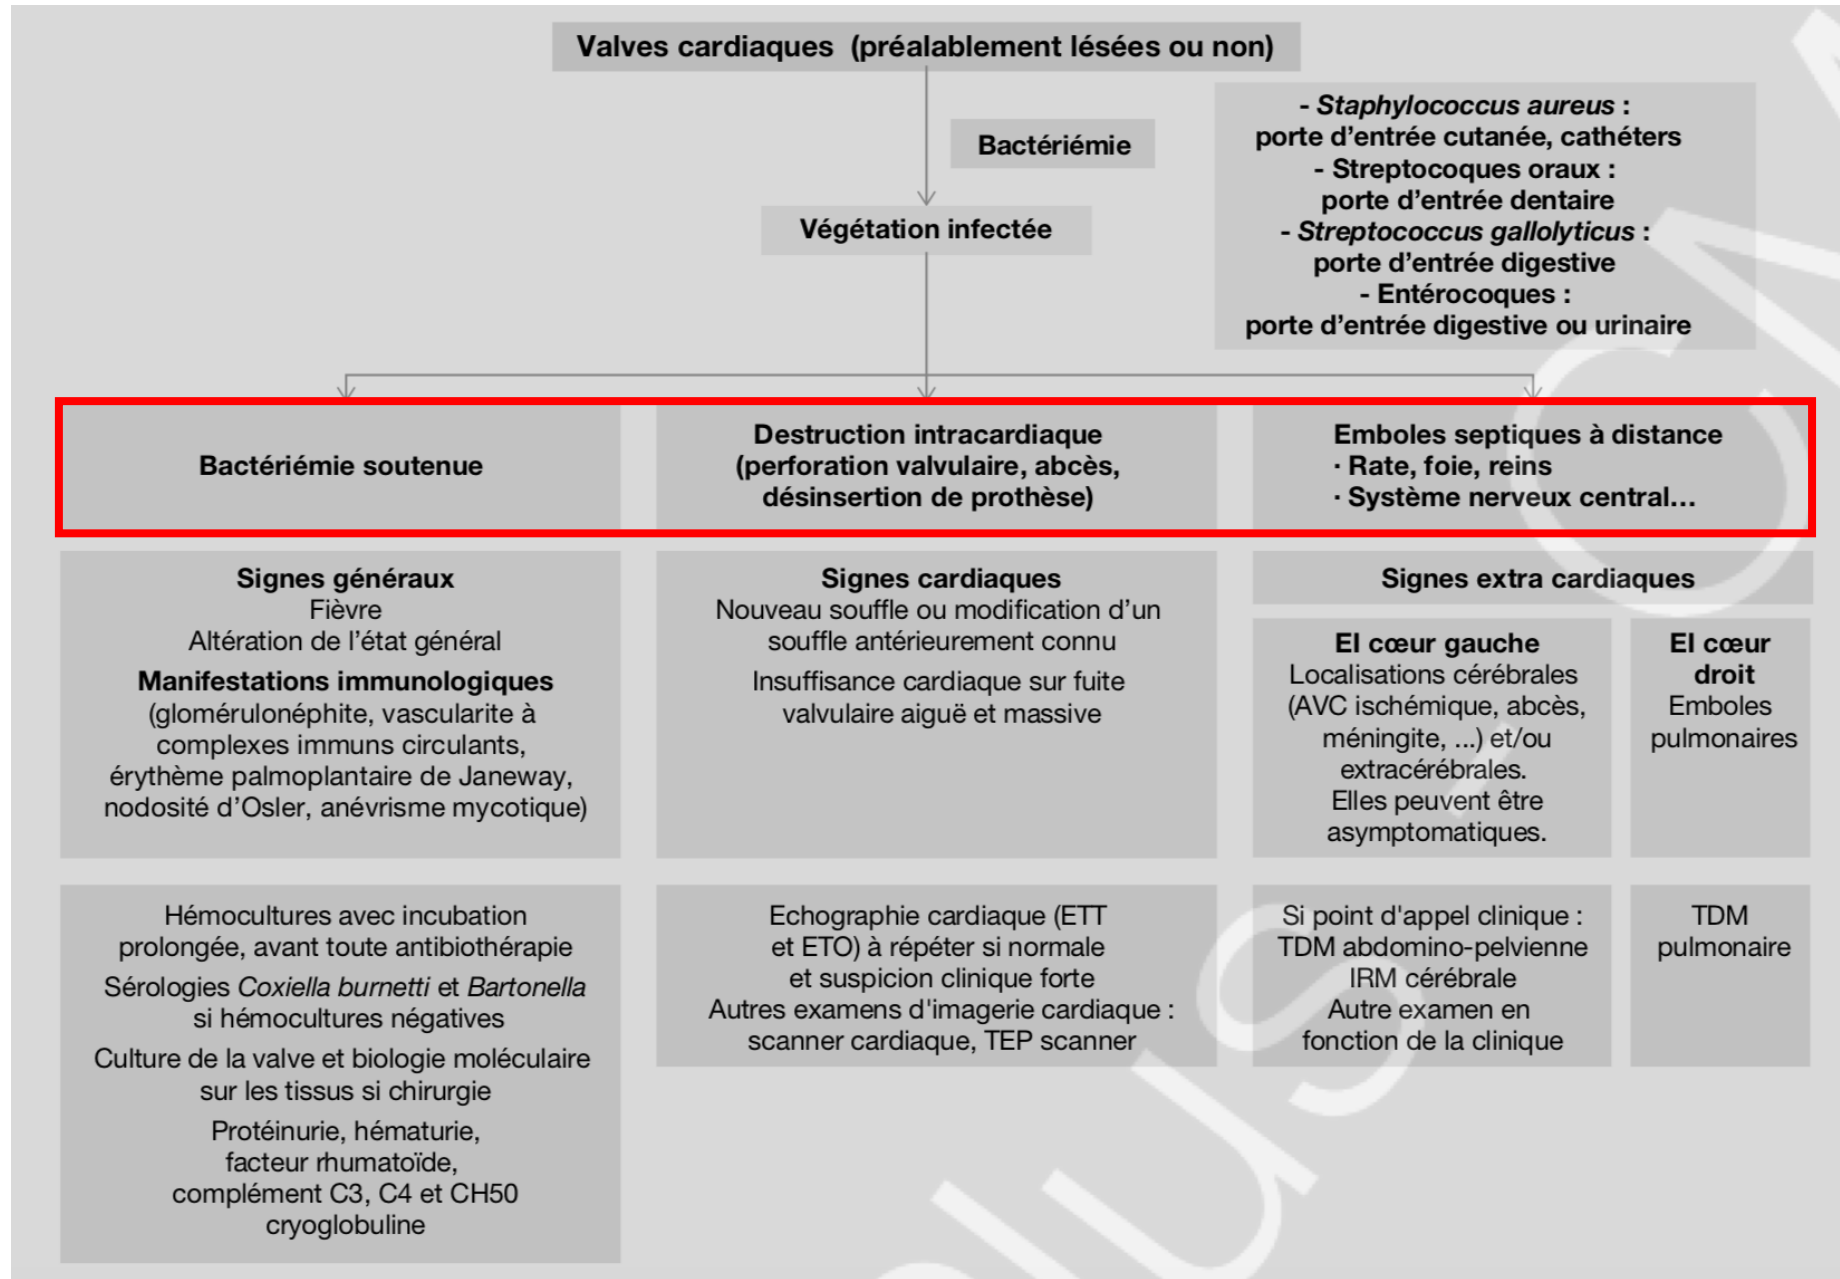 Valves cardiaques (préalablement lésées ou non)
Bactériémie
- Staphylococcus aureus :
porte d'entrée cutanée, cathéters
- Streptocoques oraux :
porte d'entrée dentaire
- Streptococcus gallolyticus :
porte d'entrée digestive
- Entérocoques :
porte d'entrée digestive ou urinaire
Végétation infectée
Bactériémie soutenue
Destruction intracardiaque
(perforation valvulaire, abcès,
désinsertion de prothèse)
Emboles septiques à distance
· Rate, foie, reins
· Système nerveux central...
Signes généraux
Fièvre
Altération de l'état général
Manifestations immunologiques
(glomérulonéphite, vascularite à
complexes immuns circulants,
érythème palmoplantaire de Janeway,
nodosité d'Osler, anévrisme mycotique)
Signes cardiaques
Nouveau souffle ou modification d'un
souffle antérieurement connu
Insuffisance cardiaque sur fuite
valvulaire aiguë et massive
Signes extra cardiaques
EI cœur gauche
Localisations cérébrales
(AVC ischémique, abcès,
méningite, ...) et/ou
extracérébrales.
Elles peuvent être
asymptomatiques.
EI cœur
droit
Emboles
pulmonaires
Hémocultures avec incubation
prolongée, avant toute antibiothérapie
Sérologies Coxiella burnetti et Bartonella
si hémocultures négatives
Culture de la valve et biologie moléculaire
sur les tissus si chirurgie
Protéinurie, hématurie,
facteur rhumatoïde,
complément C3, C4 et CH50
cryoglobuline
Echographie cardiaque (ETT
et ETO) à répéter si normale
et suspicion clinique forte
Autres examens d'imagerie cardiaque :
scanner cardiaque, TEP scanner
Si point d'appel clinique :
TDM abdomino-pelvienne
IRM cérébrale
Autre examen en
fonction de la clinique
TDM
pulmonaire